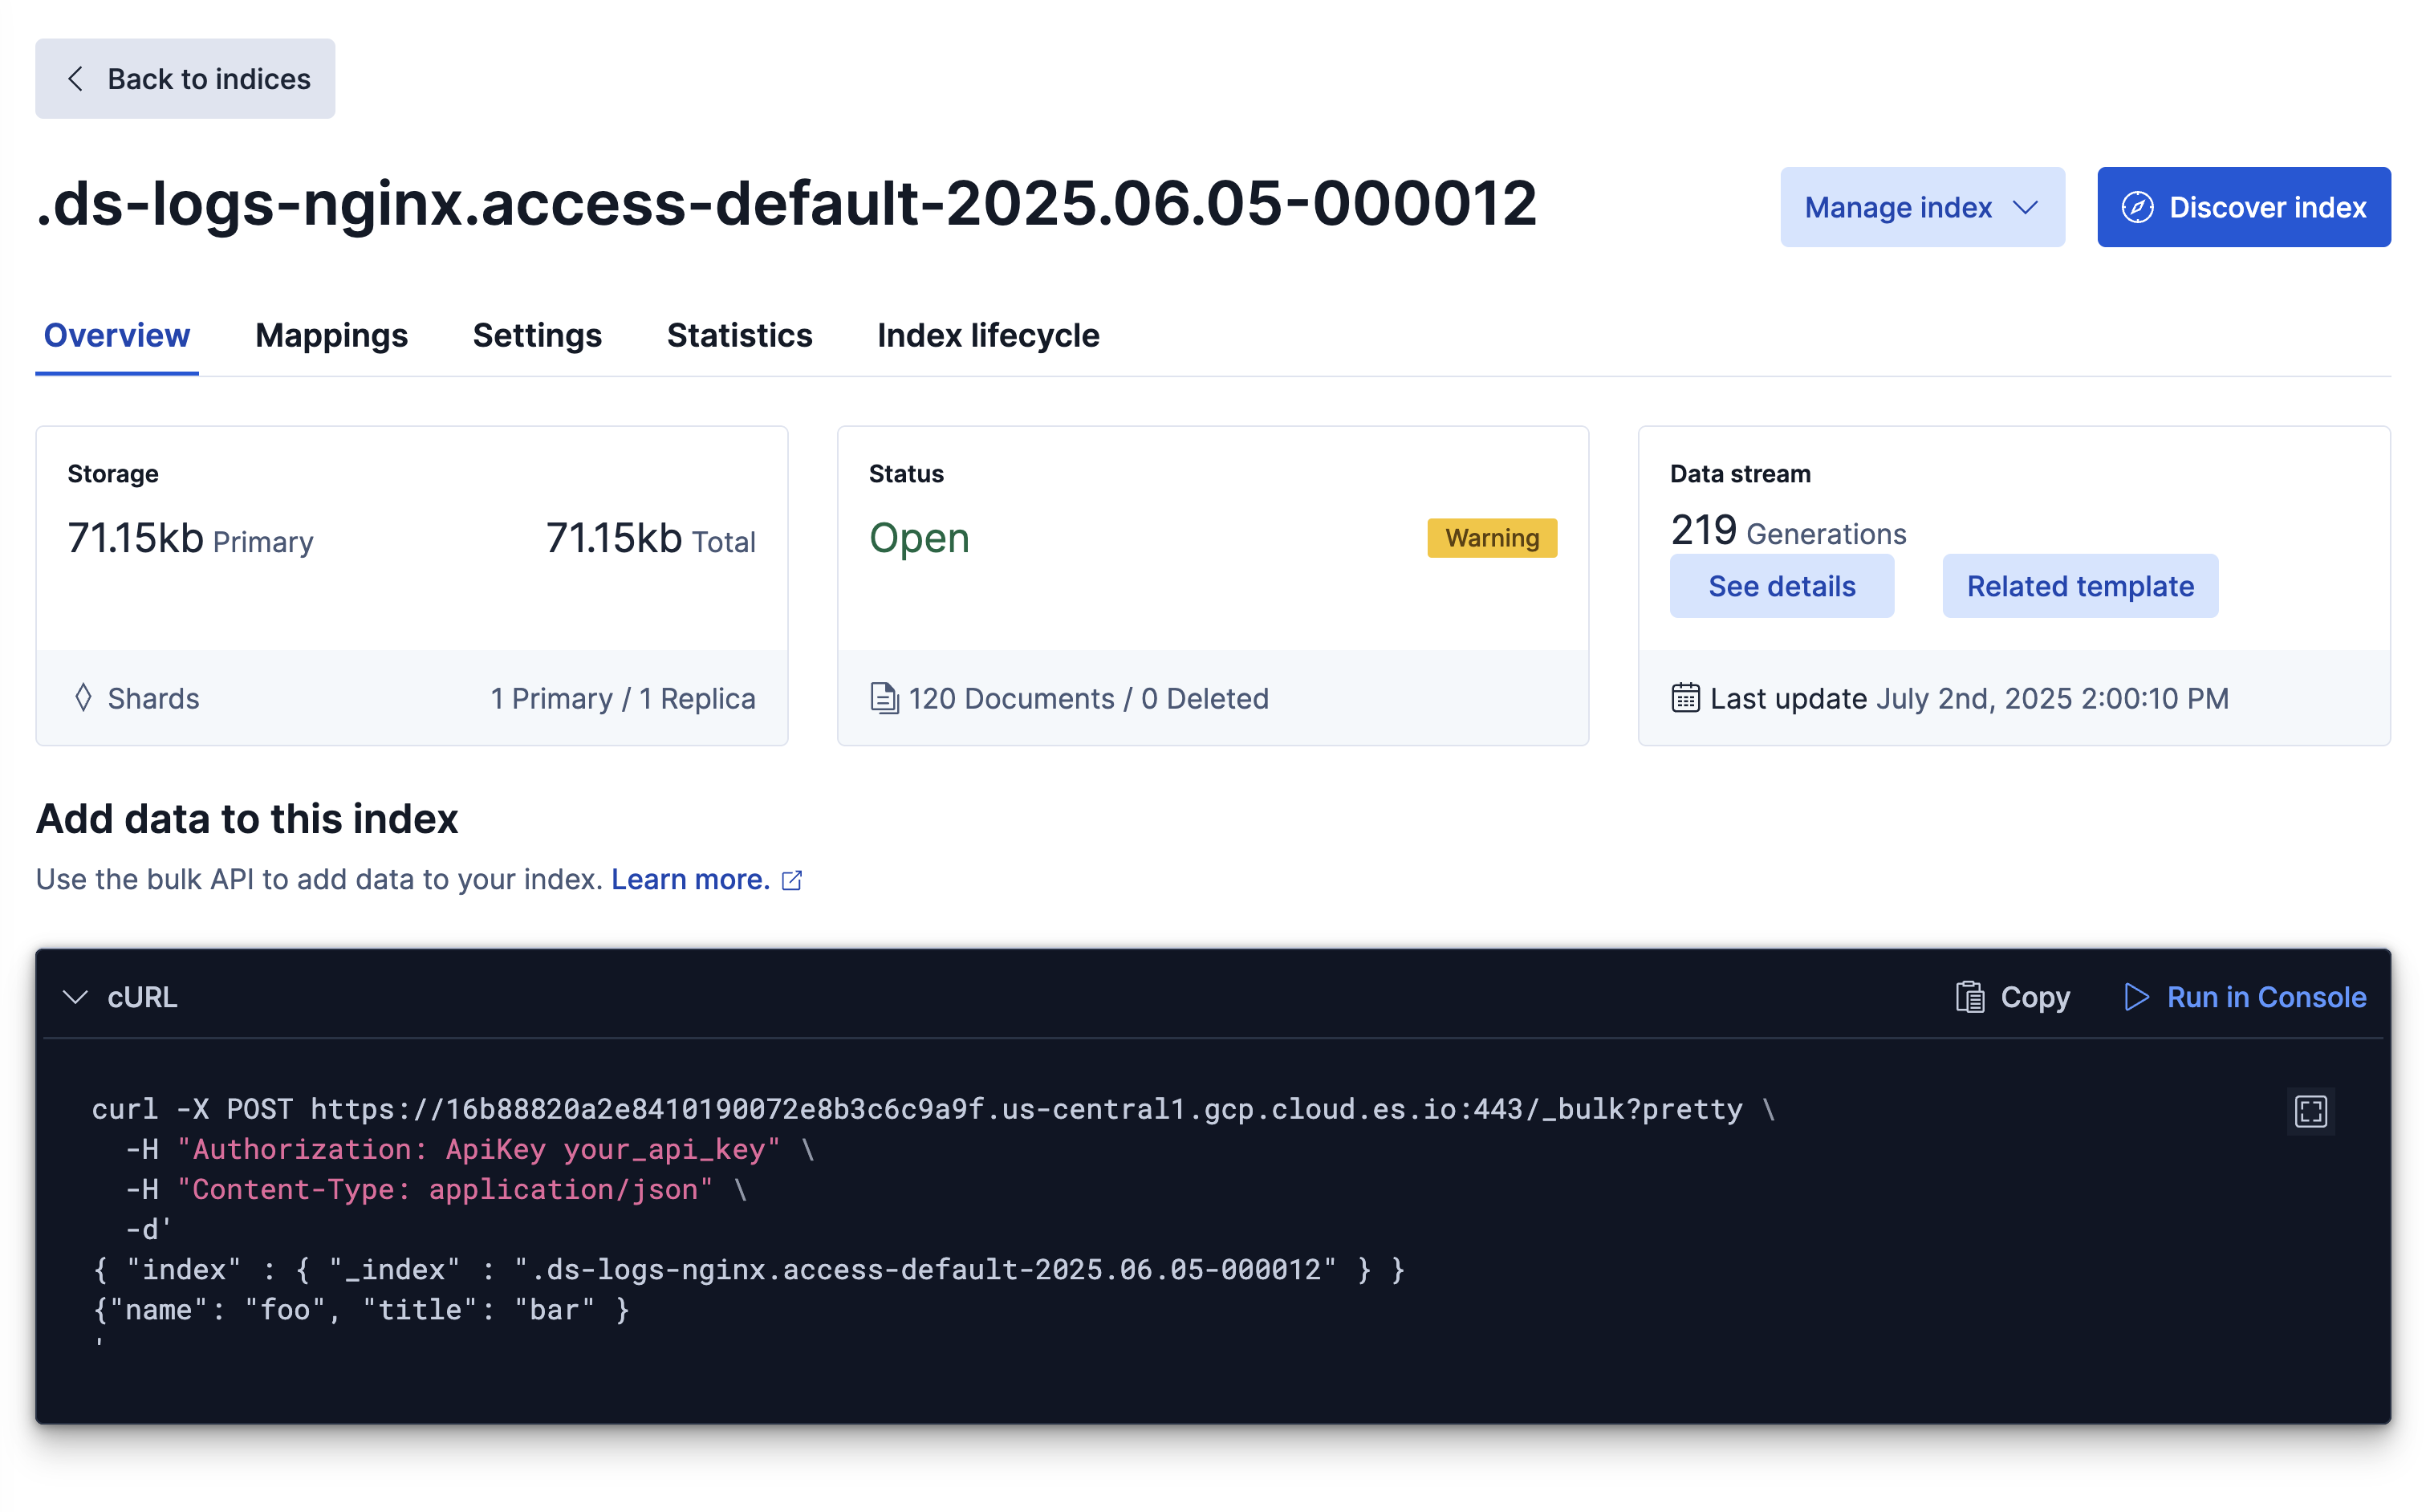 Back to indices
.ds-logs-nginx.access-default-2025.06.05-000012
Manage index
Discover index
Overview
Mappings
Settings
Statistics
Index lifecycle
Storage
71.15kb Primary
71.15kb Total
Shards
1 Primary / 1 Replica
Status
Open
Warning
120 Documents / 0 Deleted
Data stream
219 Generations
See details
Related template
Last update July 2nd, 2025 2:00:10 PM
Add data to this index
Use the bulk API to add data to your index. Learn more.
cURL
Copy
Run in Console
curl -X POST https://16b88820a2e8410190072e8b3c6c9a9f.us-central1.gcp.cloud.es.io:443/_bulk?pretty \
  -H "Authorization: ApiKey your_api_key" \
  -H "Content-Type: application/json" \
  -d'
{ "index" : { "_index" : ".ds-logs-nginx.access-default-2025.06.05-000012" } }
{"name": "foo", "title": "bar" }
'